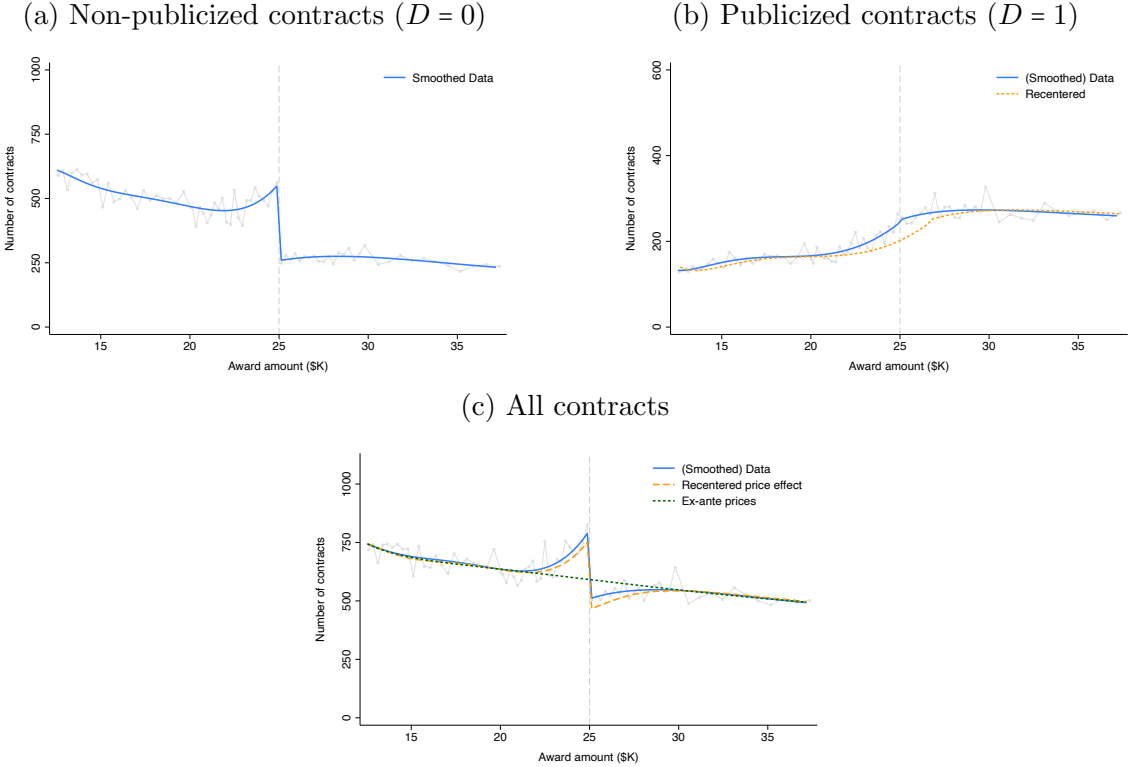 (a) Non-publicized contracts (D = 0)
(b) Publicized contracts (D = 1)
1000
750
500
250
0
Number of contracts
Smoothed Data
15
20
25
30
35
Award amount ($K)
600
400
200
0
Number of contracts
(Smoothed) Data
Recentered
15
20
25
30
35
Award amount ($K)
(c) All contracts
1000
750
500
250
0
Number of contracts
(Smoothed) Data
Recentered price effect
Ex-ante prices
15
20
25
30
35
Award amount ($K)